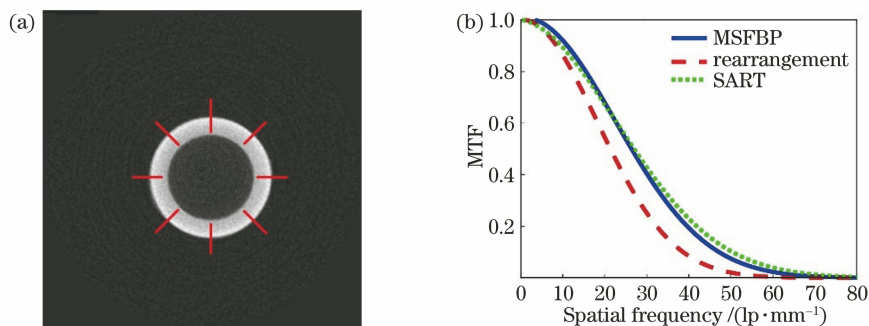 (a)
(b)
MTF
1.0
0.8
0.6
0.4
0.2
MSFBP
rearrangement
SART
0 10 20 30 40 50 60 70 80
Spatial frequency /(lp·mm⁻¹)